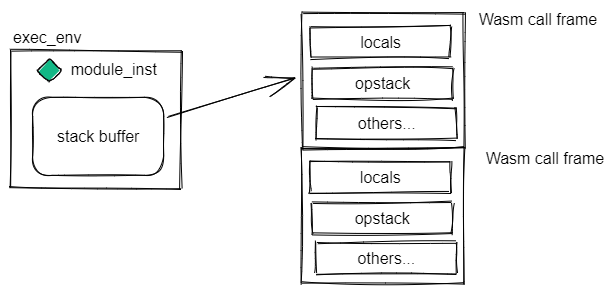 exec_env
module_inst
stack buffer
Wasm call frame
locals
opstack
others...
Wasm call frame
locals
opstack
others...